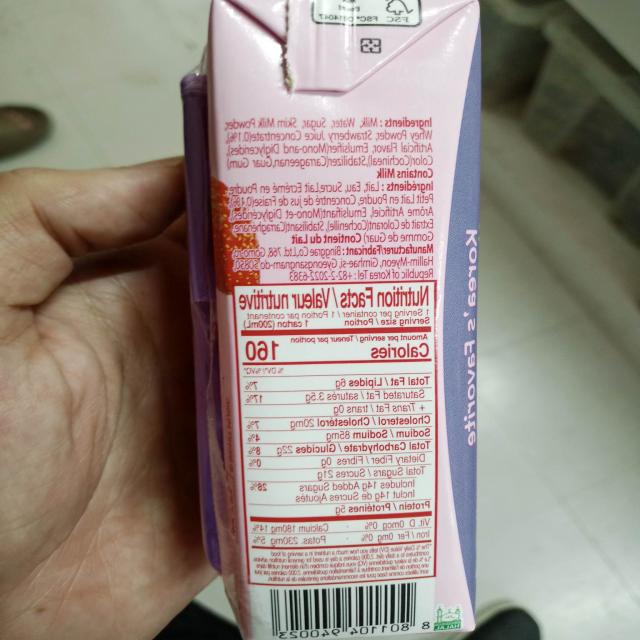 FSC® C014047
Ingredients: Milk, Water, Sugar, Skim Milk Powder,
Whey Powder, Strawberry Juice Concentrate(0.1%),
Artificial Flavor, Emulsifier(Mono-and Diglycerides),
Color(Cochineal),Stabilizer(Carrageenan,Guar Gum)
Contains Milk
Ingrédients: Lait, Eau, Sucre,Lait Écrémé en Poudre,
Petit Lait en Poudre, Concentré de jus de Fraise(0.1%),
Arôme Artificiel, Émulsifiant(Mono-et-Diglycérides),
Extrait de Colorant(Cochenille),Stabilisant(Carraghénane,
Gomme de Guar) Contient du Lait
Manufacturer/Fabricant: Binggrae Co.,Ltd./768, Gomo-ro,
Hallim-Myeon, Gimhae-si, Gyeongsangnam-do, 50850,
Republic of Korea Tel:+82-2-2022-6383
Nutrition Facts / Valeur nutritive
1 Serving per container / 1 Portion par contenant
Serving size / Portion 1 carton (200mL)
Amount per serving / Teneur par portion
Calories 160
% DV*/ %VQ*
Total Fat / Lipides 6g 7%
Saturated Fat / saturés 3.5g 17%
+ Trans Fat / trans 0g
Cholesterol / Cholestérol 20mg 7%
Sodium / Sodium 85mg 4%
Total Carbohydrate / Glucides 22g 8%
Dietary Fiber / Fibres 0g 0%
Total Sugars / Sucres 21g
Includes 14g Added Sugars 28%
Inclut 14g de Sucres Ajoutés
Protein / Protéines 5g
Vit. D 0mcg 0% · Calcium 180mg 14%
Iron / Fer 0mg 0% · Potas. 230mg 5%
8 801104 940023
HALAL
Korea's Favorite